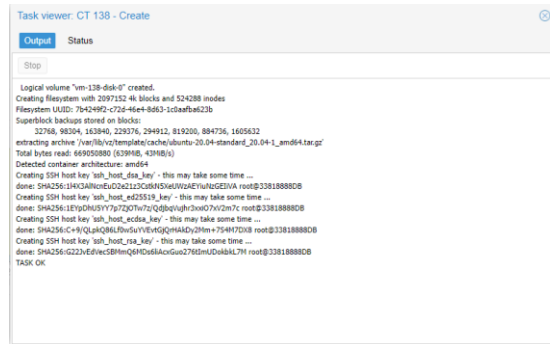 Task viewer: CT 138 - Create
Output Status
Stop
Logical volume "vm-138-disk-0" created.
Creating filesystem with 2097152 4k blocks and 524288 inodes
Filesystem UUID: 7b4249f2-c72d-46e4-8d63-1c0aafba623b
Superblock backups stored on blocks:
32768, 98304, 163840, 229376, 294912, 819200, 884736, 1605632
extracting archive '/var/lib/vz/template/cache/ubuntu-20.04-standard_20.04-1_amd64.tar.gz'
Total bytes read: 669050880 (639MiB, 43MiB/s)
Detected container architecture: amd64
Creating SSH host key 'ssh_host_dsa_key' - this may take some time ...
done: SHA256: root@33818888DB
Creating SSH host key 'ssh_host_ed25519_key' - this may take some time ...
done: SHA256: root@33818888DB
Creating SSH host key 'ssh_host_ecdsa_key' - this may take some time ...
done: SHA256: root@33818888DB
Creating SSH host key 'ssh_host_rsa_key' - this may take some time ...
done: SHA256: root@33818888DB
TASK OK